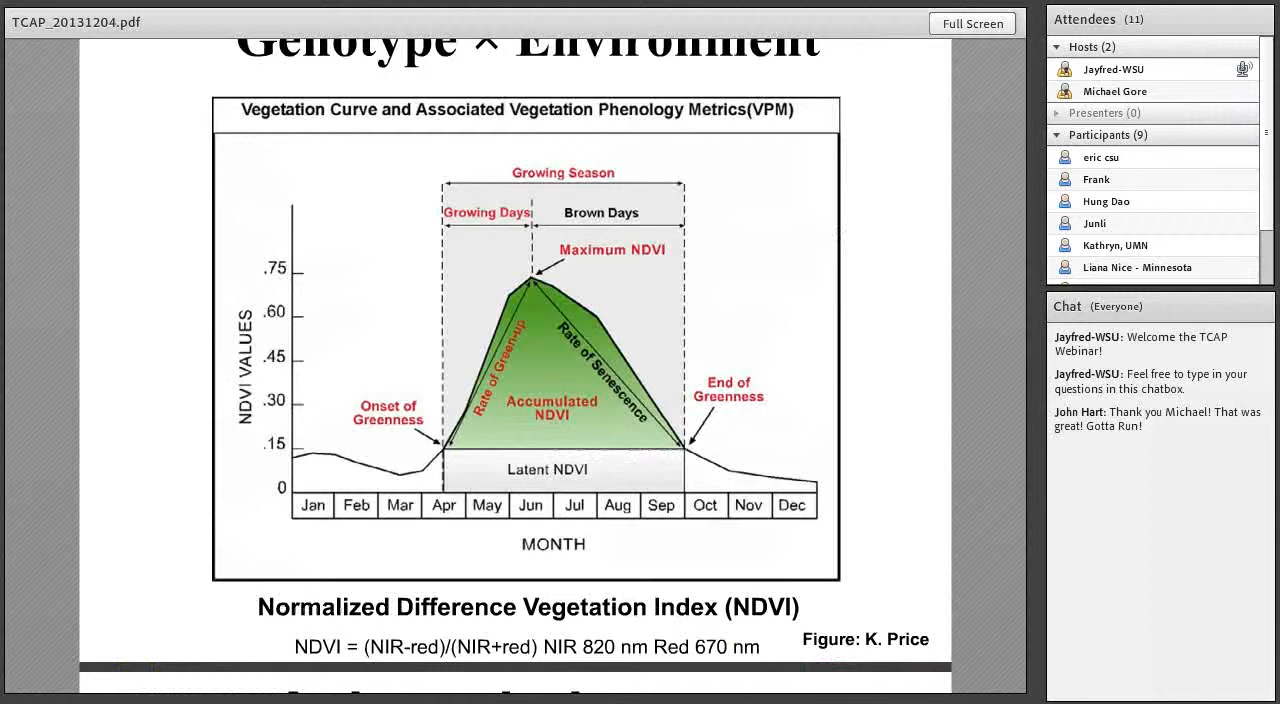 TCAP_20131204.pdf
Full Screen
Genotype × Environment
Vegetation Curve and Associated Vegetation Phenology Metrics(VPM)
Growing Season
Growing Days
Brown Days
Maximum NDVI
.75
.60
.45
.30
.15
0
NDVI VALUES
Rate of Green-up
Rate of Senescence
Accumulated
NDVI
Onset of
Greenness
End of
Greenness
Latent NDVI
Jan Feb Mar Apr May Jun Jul Aug Sep Oct Nov Dec
MONTH
Normalized Difference Vegetation Index (NDVI)
NDVI = (NIR-red)/(NIR+red) NIR 820 nm Red 670 nm
Figure: K. Price
Attendees (11)
Hosts (2)
Jayfred-WSU
Michael Gore
Presenters (0)
Participants (9)
eric csu
Frank
Hung Dao
Junli
Kathryn, UMN
Liana Nice - Minnesota
Chat (Everyone)
Jayfred-WSU: Welcome the TCAP
Webinar!
Jayfred-WSU: Feel free to type in your
questions in this chatbox.
John Hart: Thank you Michael! That was
great! Gotta Run!